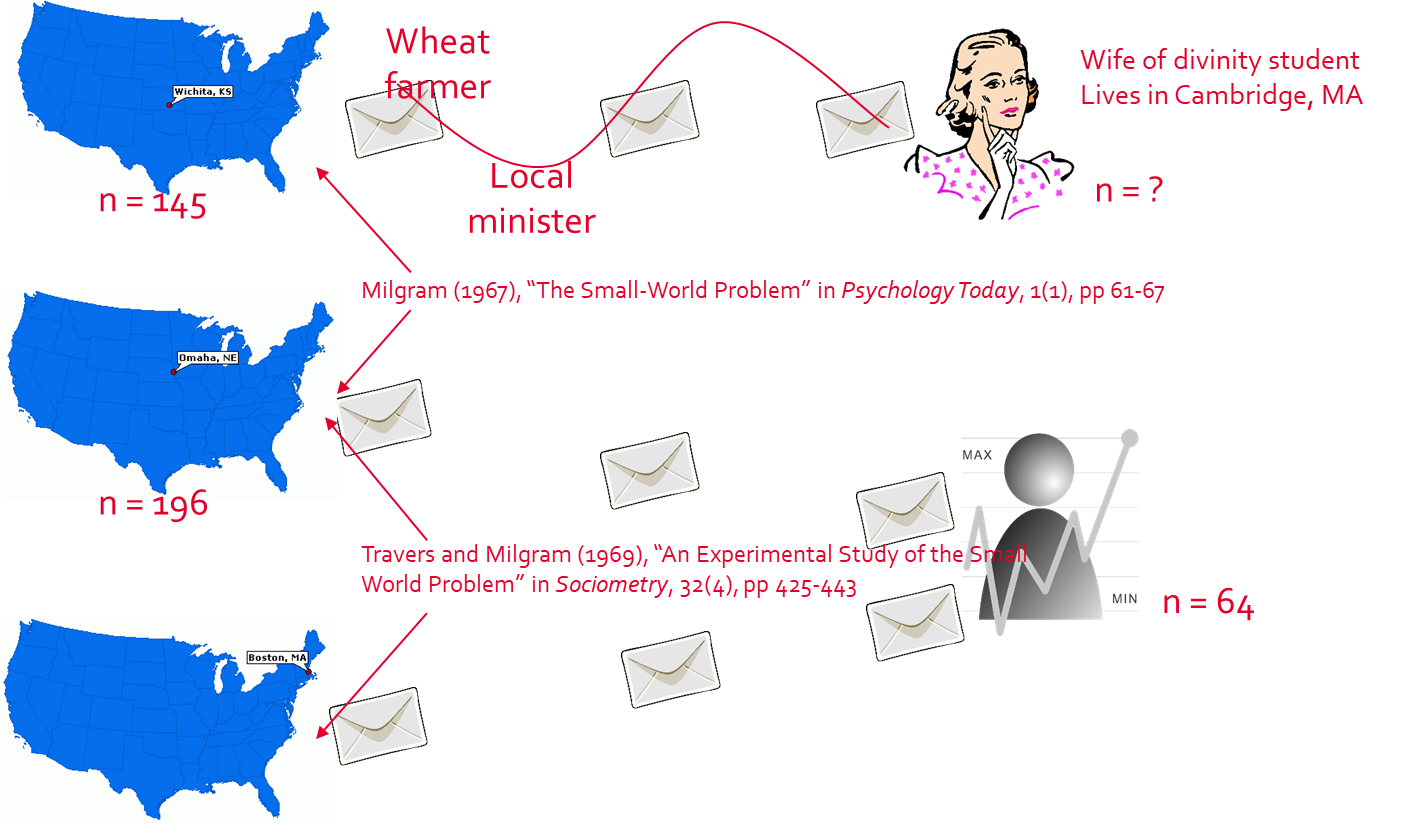 Wheat
farmer
Wife of divinity student
Lives in Cambridge, MA
Wichita, KS
Local
minister
n = 145
n = ?
Milgram (1967), “The Small-World Problem” in Psychology Today, 1(1), pp 61-67
Omaha, NE
n = 196
MAX
Travers and Milgram (1969), “An Experimental Study of the Small
World Problem” in Sociometry, 32(4), pp 425-443
MIN
n = 64
Boston, MA